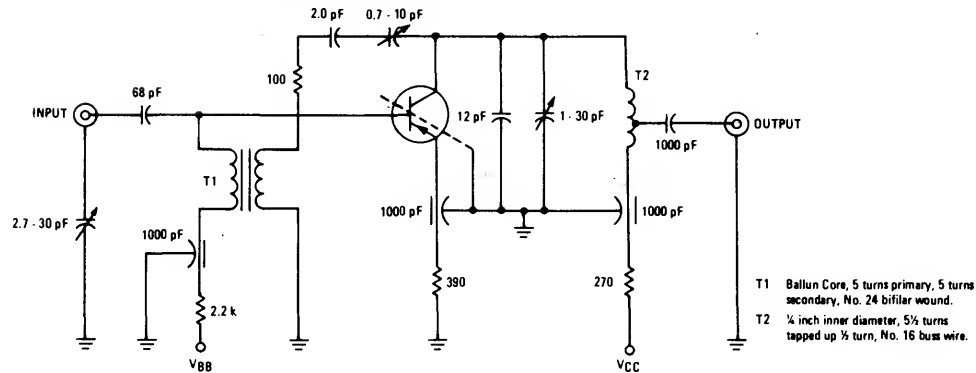 2.0 pF
0.7 - 10 pF
100
T2
68 pF
INPUT
12 pF
1 - 30 pF
OUTPUT
1000 pF
T1
2.7 - 30 pF
1000 pF
1000 pF
1000 pF
390
270
2.2 k
VBB
VCC
T1 Ballun Core, 5 turns primary, 5 turns
secondary, No. 24 bifilar wound.
T2 ¼ inch inner diameter, 5½ turns
tapped up ½ turn, No. 16 buss wire.